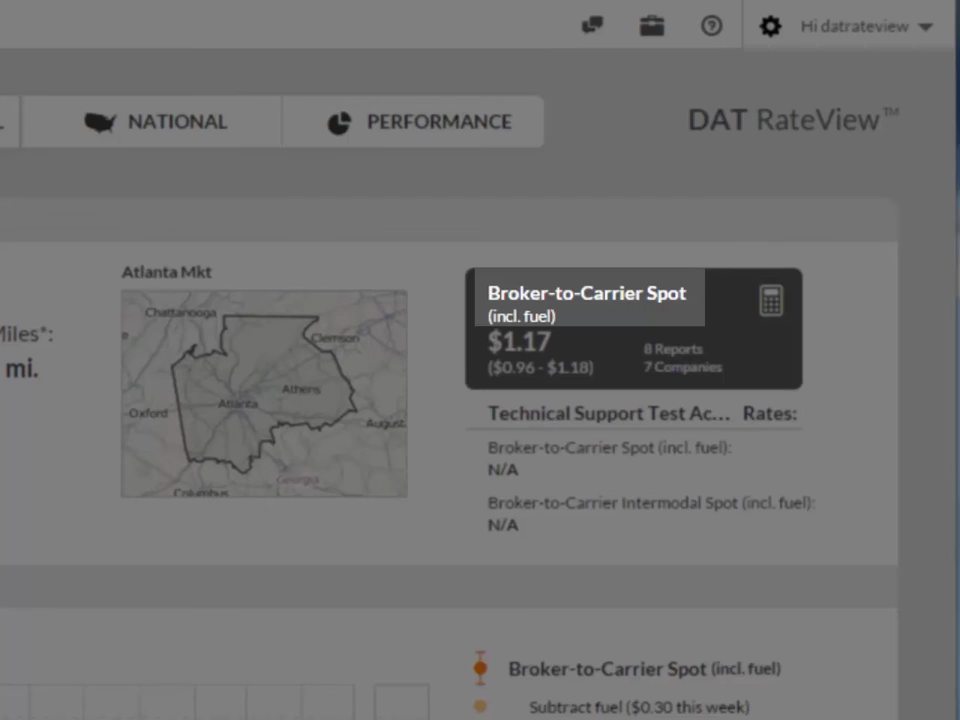 Hi datrateview
NATIONAL
PERFORMANCE
DAT RateView™
Atlanta Mkt
Miles*:
mi.
Chattanooga
Clemson
Athens
Atlanta
Oxford
August
Columbus
Georgia
Broker-to-Carrier Spot
(incl. fuel)
$1.17
($0.96 - $1.18)
8 Reports
7 Companies
Technical Support Test Ac... Rates:
Broker-to-Carrier Spot (incl. fuel):
N/A
Broker-to-Carrier Intermodal Spot (incl. fuel):
N/A
Broker-to-Carrier Spot (incl. fuel)
Subtract fuel ($0.30 this week)